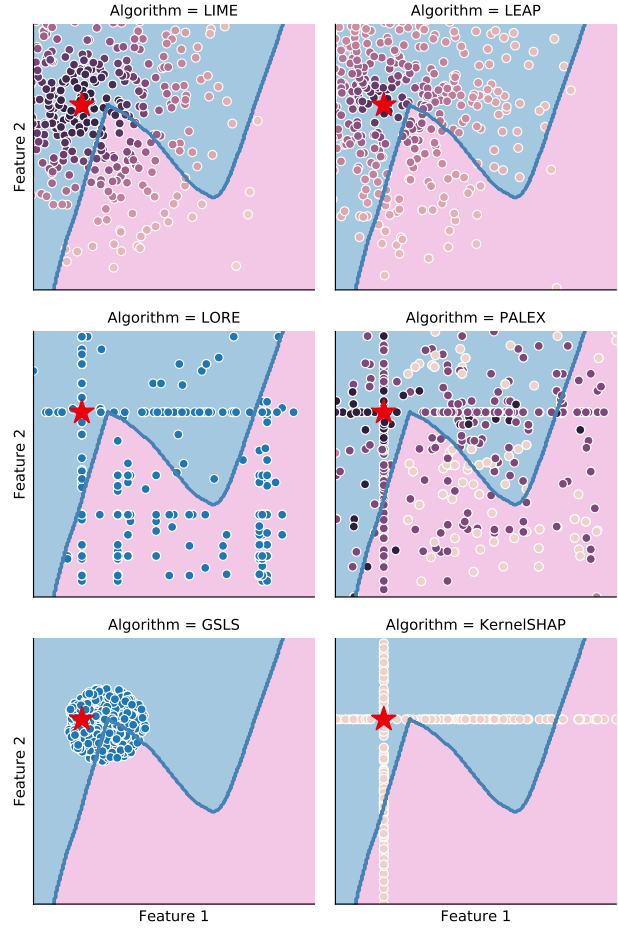 Algorithm = LIME
Algorithm = LEAP
Feature 2
Algorithm = LORE
Algorithm = PALEX
Feature 2
Algorithm = GSLS
Algorithm = KernelSHAP
Feature 2
Feature 1
Feature 1